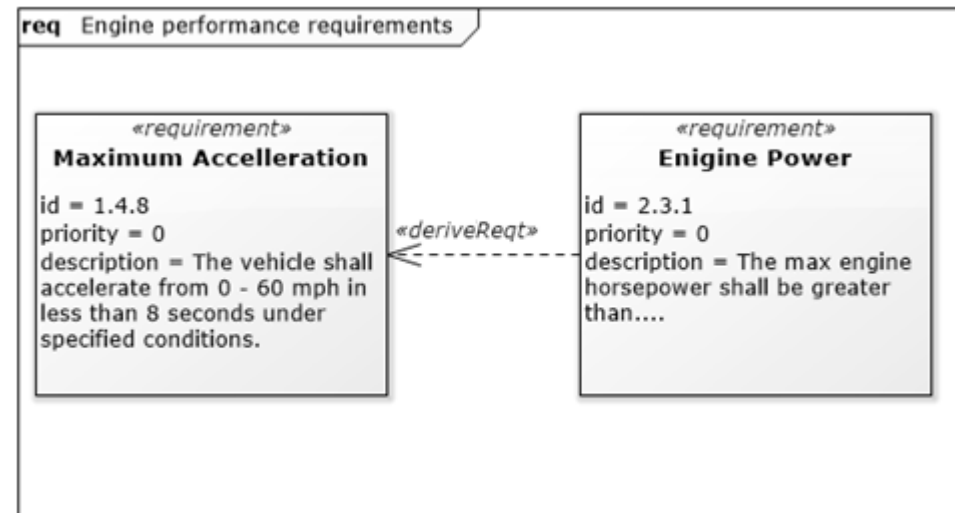 req Engine performance requirements
«requirement»
Maximum Accelleration
id = 1.4.8
priority = 0
description = The vehicle shall
accelerate from 0 - 60 mph in
less than 8 seconds under
specified conditions.
«deriveReqt»
«requirement»
Enigine Power
id = 2.3.1
priority = 0
description = The max engine
horsepower shall be greater
than....